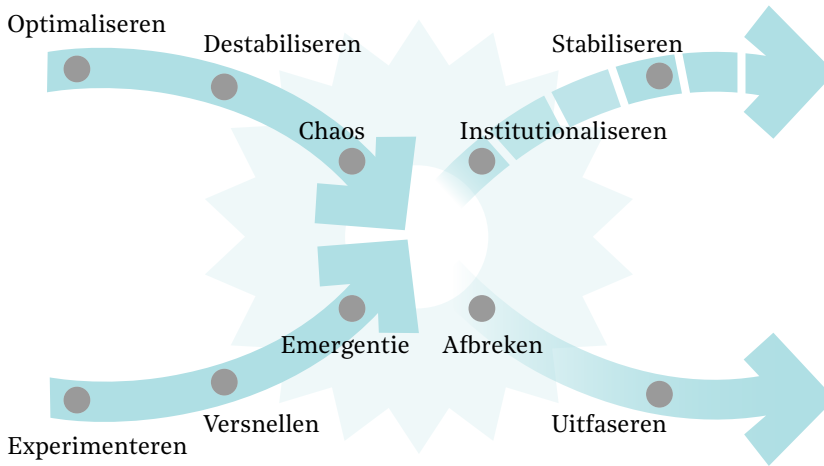 Optimaliseren
Destabiliseren
Stabiliseren
Chaos
Institutionaliseren
Emergentie
Afbreken
Versnellen
Uitfaseren
Experimenteren